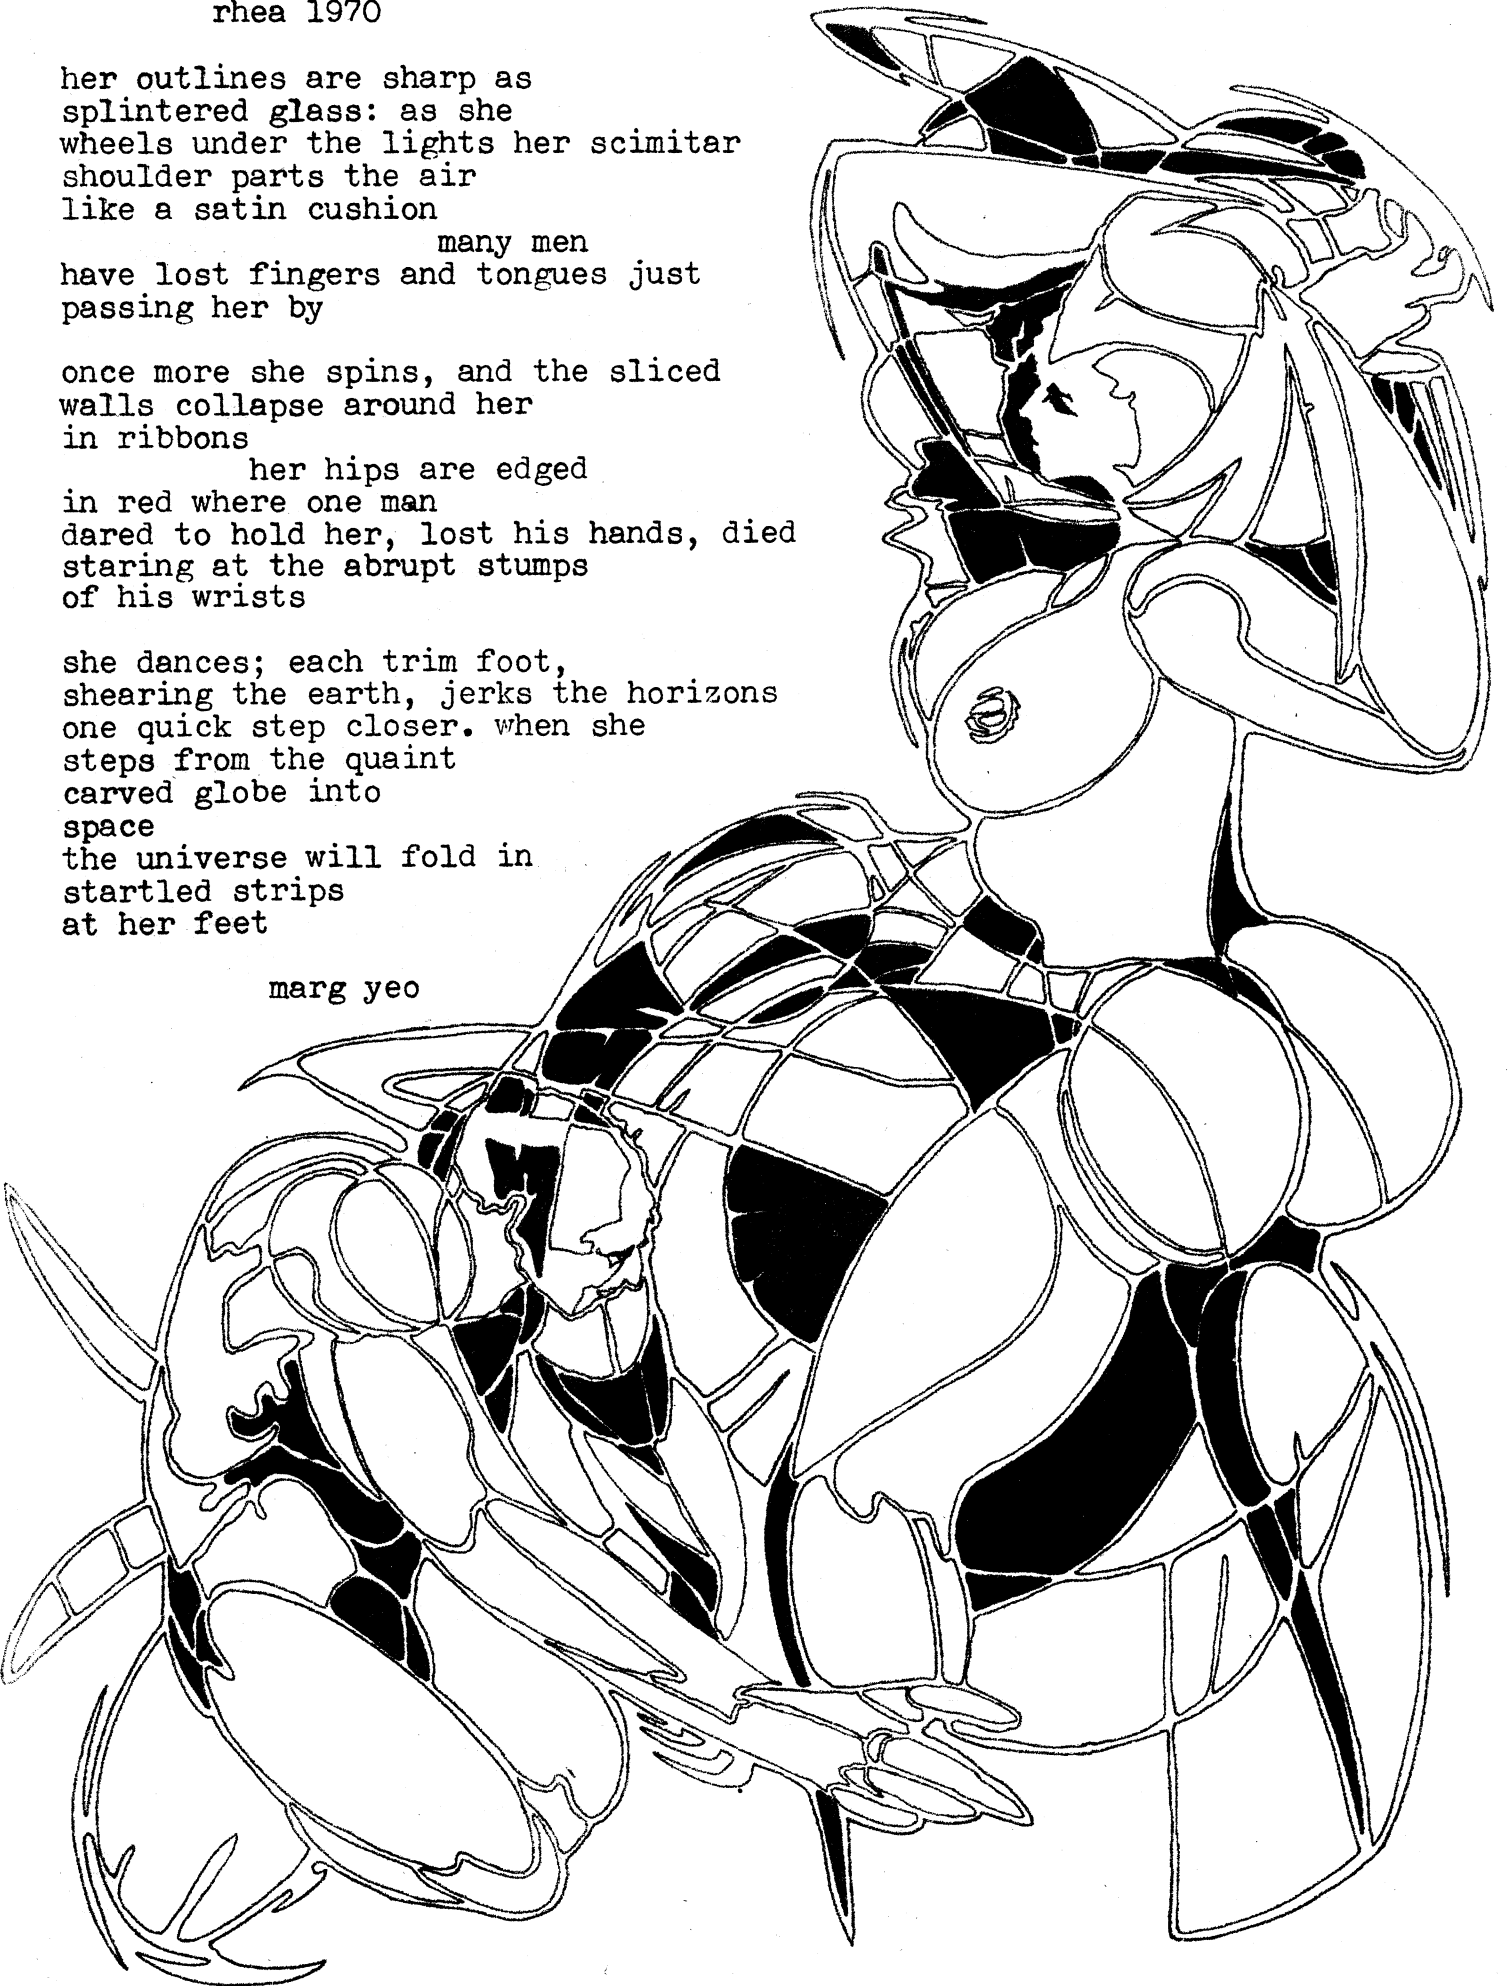 rhea 1970

her outlines are sharp as
splintered glass: as she
wheels under the lights her scimitar
shoulder parts the air
like a satin cushion
many men
have lost fingers and tongues just
passing her by

once more she spins, and the sliced
walls collapse around her
in ribbons
her hips are edged
in red where one man
dared to hold her, lost his hands, died
staring at the abrupt stumps
of his wrists

she dances; each trim foot,
shearing the earth, jerks the horizons
one quick step closer. when she
steps from the quaint
carved globe into
space
the universe will fold in
startled strips
at her feet

marg yeo